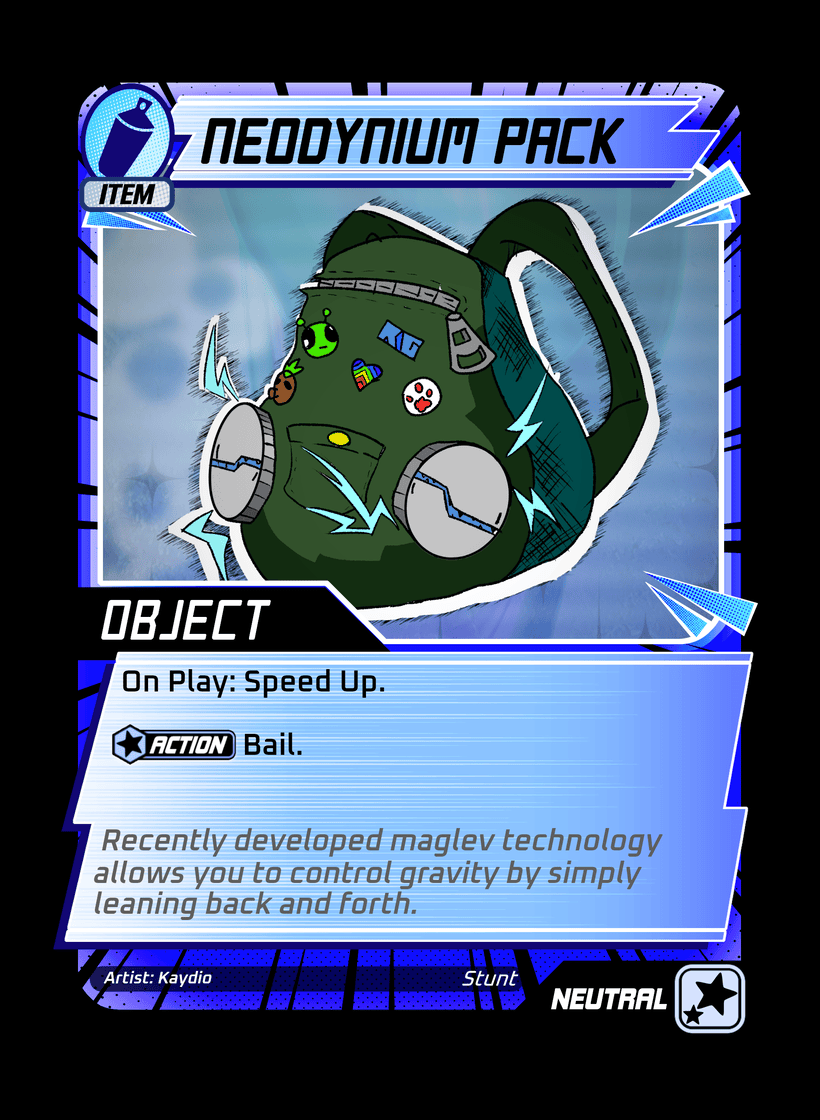 NEODYNIUM PACK
ITEM
RG
OBJECT
On Play: Speed Up.
ACTION Bail.
Recently developed maglev technology
allows you to control gravity by simply
leaning back and forth.
Artist: Kaydio
Stunt
NEUTRAL